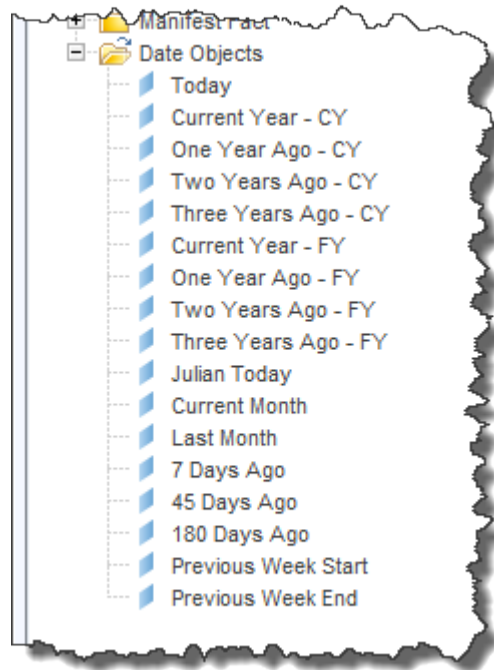 Manifest Fact
Date Objects
Today
Current Year - CY
One Year Ago - CY
Two Years Ago - CY
Three Years Ago - CY
Current Year - FY
One Year Ago - FY
Two Years Ago - FY
Three Years Ago - FY
Julian Today
Current Month
Last Month
7 Days Ago
45 Days Ago
180 Days Ago
Previous Week Start
Previous Week End